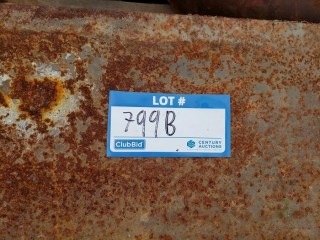 LOT #
799B
ClubBid
CENTURY
AUCTIONS